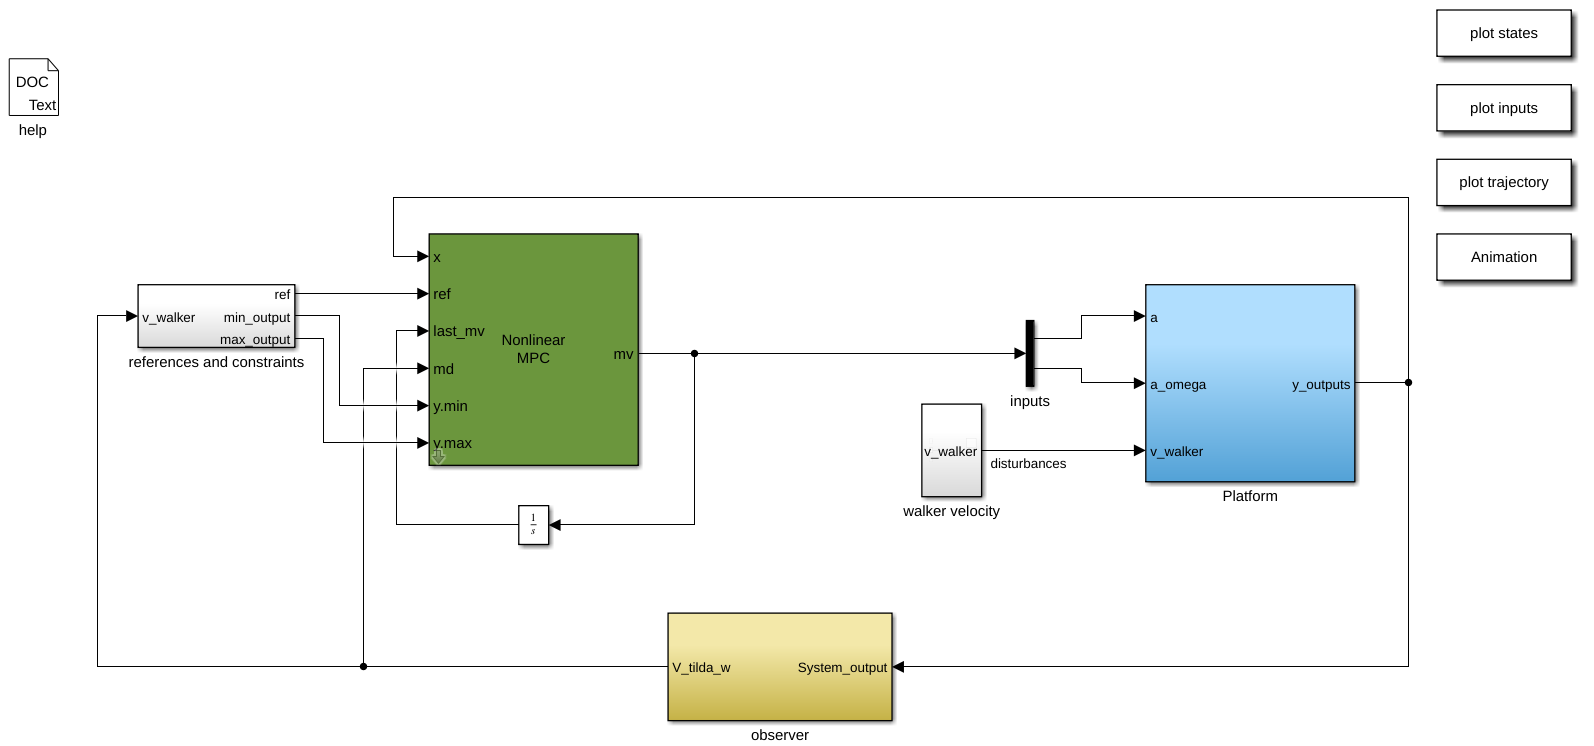 plot states
DOC
Text
help
plot inputs
plot trajectory
Animation
x
ref
last_mv
md
y.min
y.max
Nonlinear
MPC
mv
v_walker
ref
min_output
max_output
references and constraints
inputs
a
a_omega
v_walker
y_outputs
Platform
v_walker
walker velocity
disturbances
1
s
V_tilda_w
System_output
observer